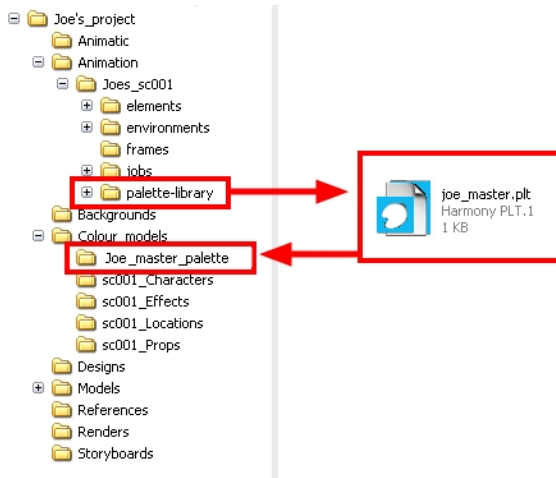 Joe's_project
Animatic
Animation
Joes_sc001
elements
environments
frames
jobs
palette-library
Backgrounds
Colour_models
Joe_master_palette
sc001_Characters
sc001_Effects
sc001_Locations
sc001_Props
Designs
Models
References
Renders
Storyboards
joe_master.plt
Harmony PLT.1
1 KB